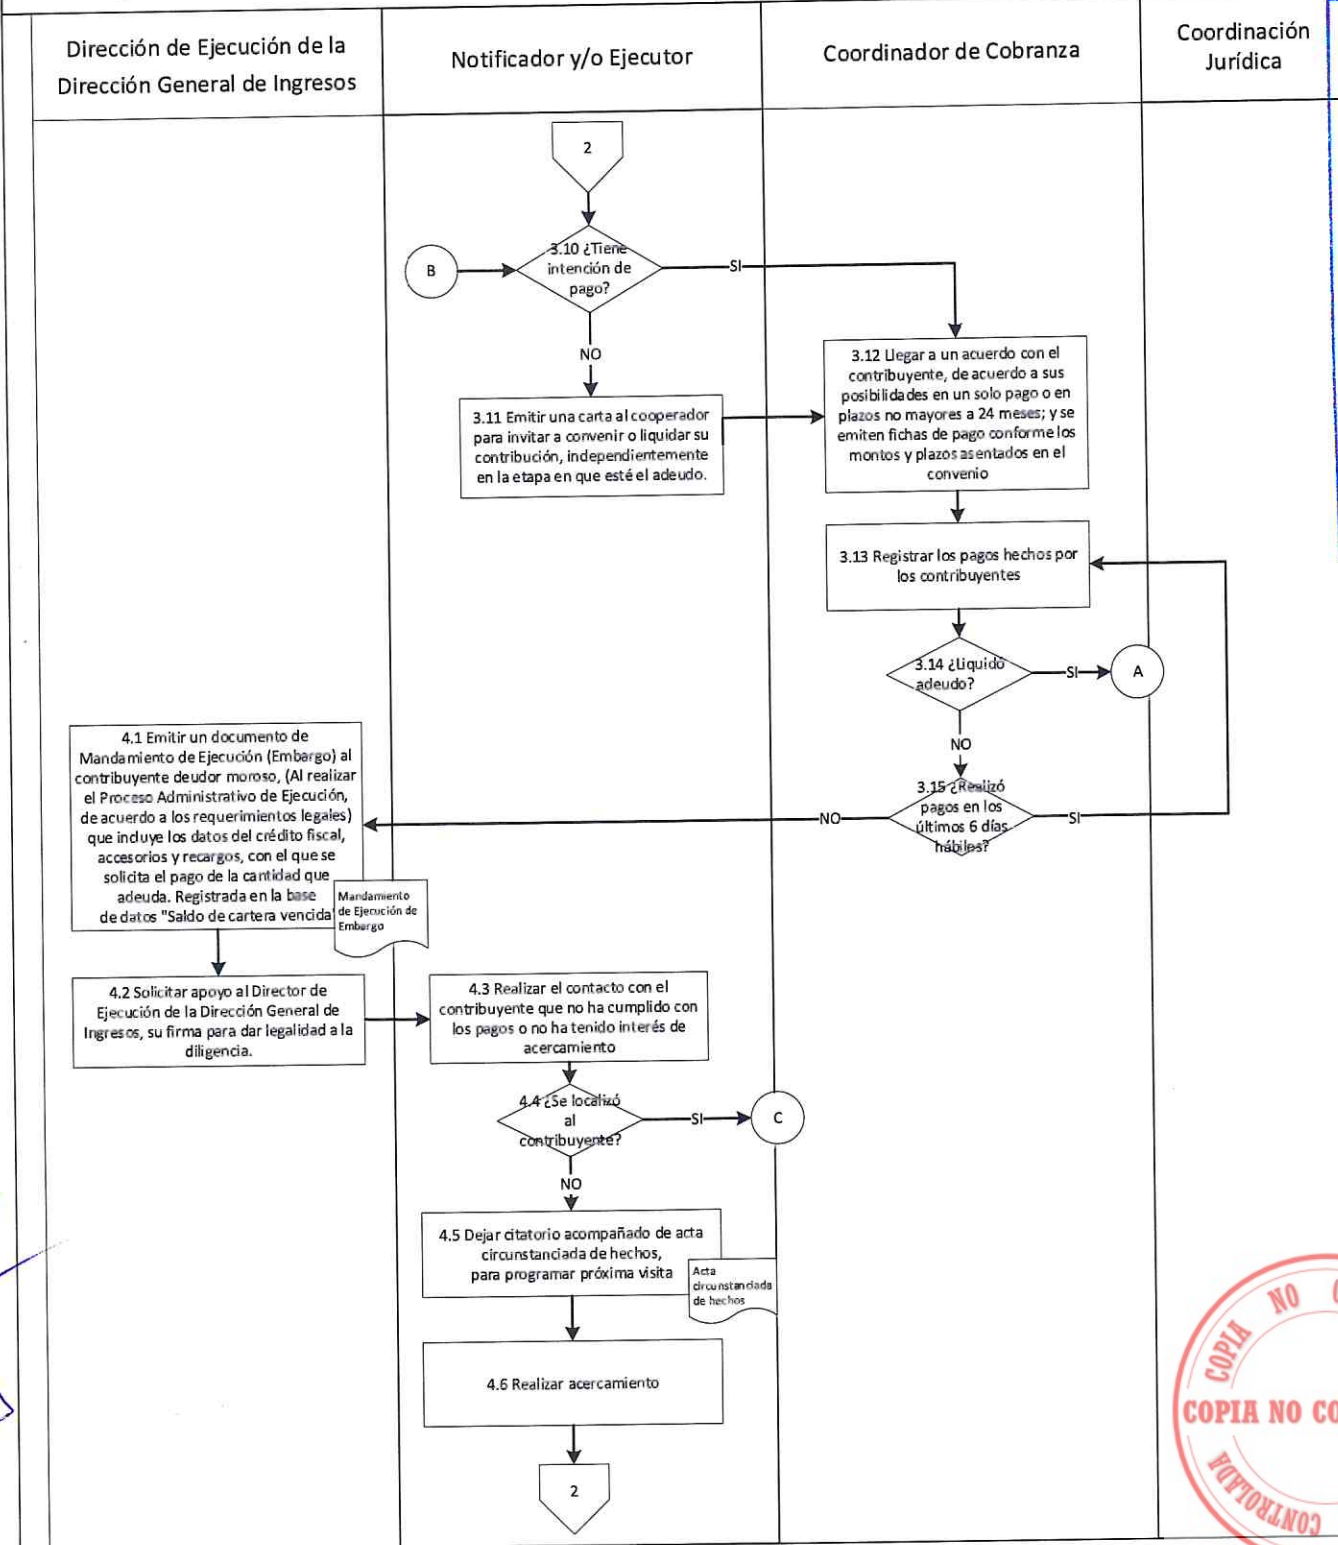 Dirección de Ejecución de la
Dirección General de Ingresos
Notificador y/o Ejecutor
Coordinador de Cobranza
Coordinación
Jurídica
2
B
3.10 ¿Tiene
intención de
pago?
SI
NO
3.11 Emitir una carta al cooperador
para invitar a convenir o liquidar su
contribución, independientemente
en la etapa en que esté el adeudo.
3.12 Llegar a un acuerdo con el
contribuyente, de acuerdo a sus
posibilidades en un solo pago o en
plazos no mayores a 24 meses; y se
emiten fichas de pago conforme los
montos y plazos asentados en el
convenio
3.13 Registrar los pagos hechos por
los contribuyentes
3.14 ¿Liquidó
adeudo?
SI
A
NO
3.15 ¿Realizó
pagos en los
últimos 6 días
hábiles?
SI
NO
4.1 Emitir un documento de
Mandamiento de Ejecución (Embargo) al
contribuyente deudor moroso, (Al realizar
el Proceso Administrativo de Ejecución,
de acuerdo a los requerimientos legales)
que incluye los datos del crédito fiscal,
accesorios y recargos, con el que se
solicita el pago de la cantidad que
adeuda. Registrada en la base
de datos "Saldo de cartera vencida"
Mandamiento
de Ejecución de
Embargo
4.2 Solicitar apoyo al Director de
Ejecución de la Dirección General de
Ingresos, su firma para dar legalidad a la
diligencia.
4.3 Realizar el contacto con el
contribuyente que no ha cumplido con
los pagos o no ha tenido interés de
acercamiento
4.4 ¿Se localizó
al
contribuyente?
SI
C
NO
4.5 Dejar citatorio acompañado de acta
circunstanciada de hechos,
para programar próxima visita
Acta
circunstanciada
de hechos
4.6 Realizar acercamiento
2
COPIA NO CO
COPIA NO CO
CONTROLADA